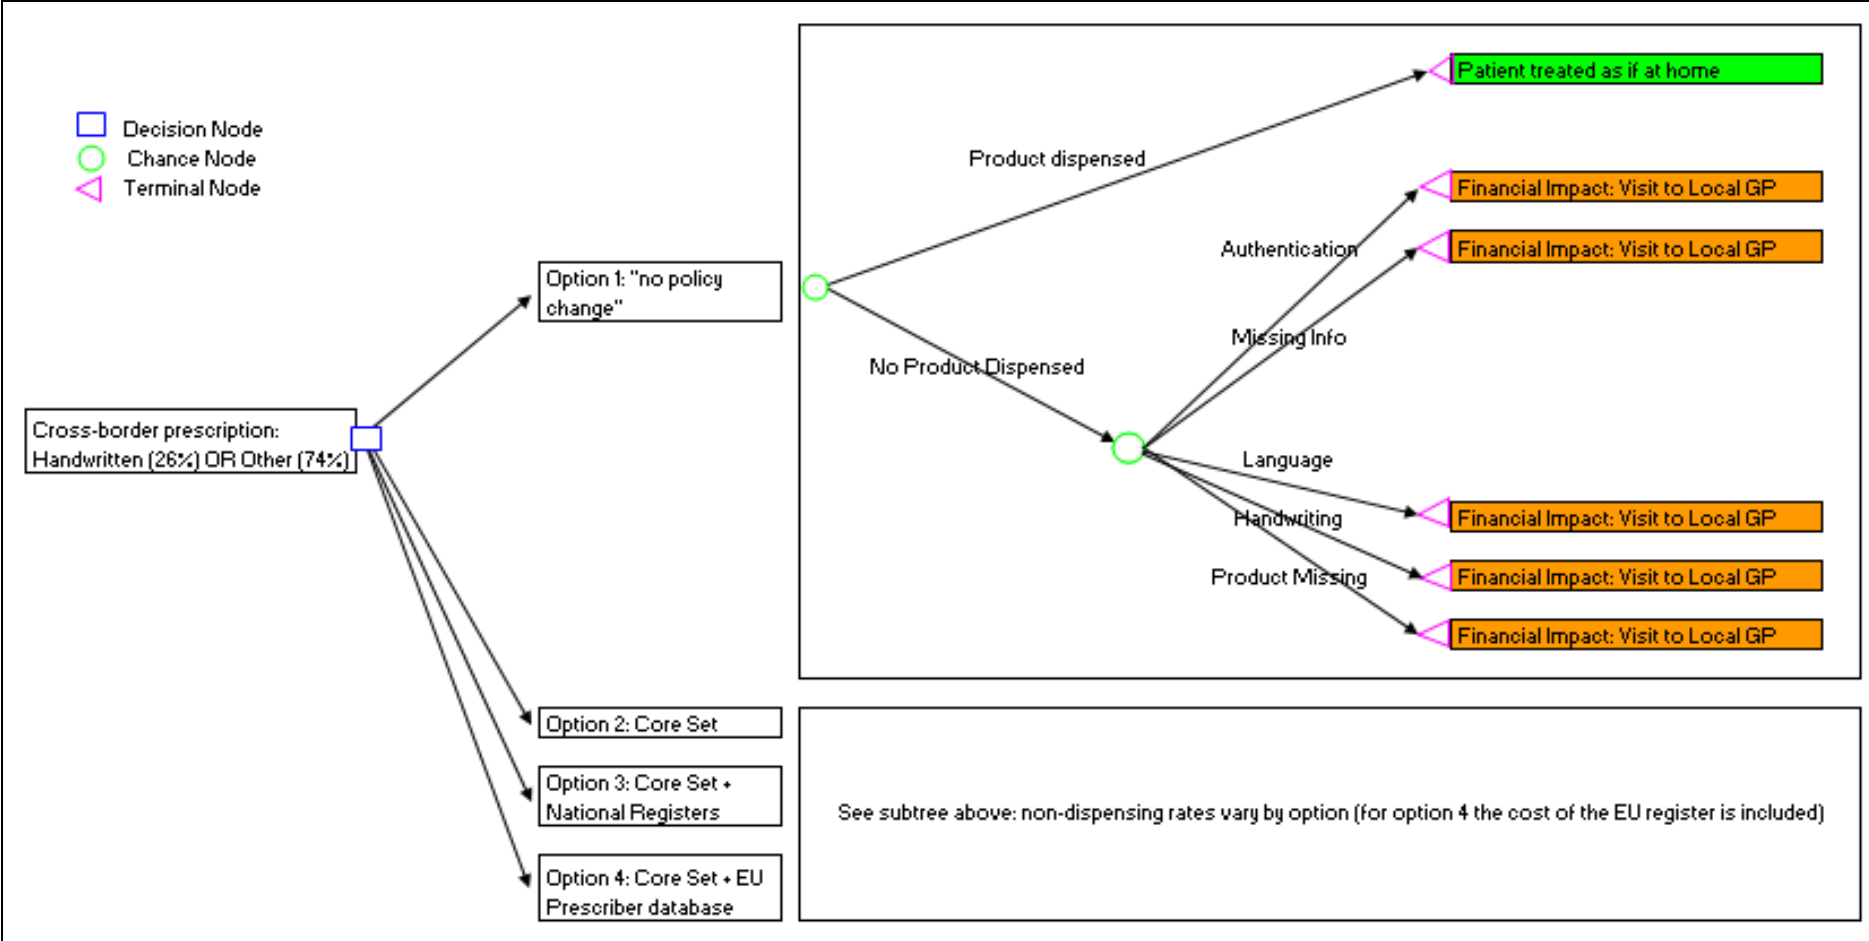 Decision Node
Chance Node
Terminal Node
Cross-border prescription:
Handwritten (26%) OR Other (74%)
Option 1: "no policy
change"
Product dispensed
No Product Dispensed
Patient treated as if at home
Authentication
Financial Impact: Visit to Local GP
Missing Info
Financial Impact: Visit to Local GP
Language
Financial Impact: Visit to Local GP
Handwriting
Financial Impact: Visit to Local GP
Product Missing
Financial Impact: Visit to Local GP
Option 2: Core Set
Option 3: Core Set +
National Registers
Option 4: Core Set + EU
Prescriber database
See subtree above: non-dispensing rates vary by option (for option 4 the cost of the EU register is included)